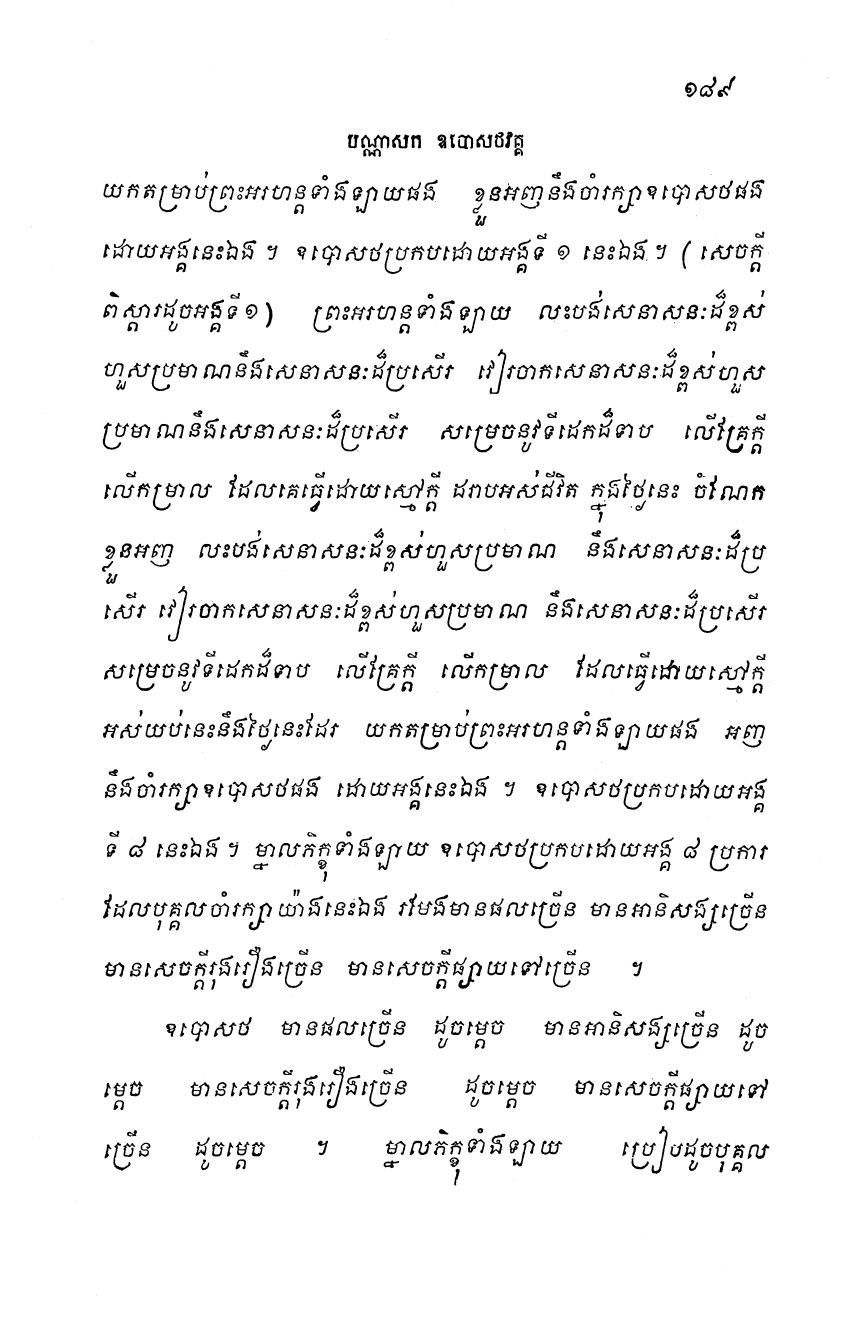 ១៨៩
បណ្ណាសក ឧបោសថវគ្គ
យកតម្រាប់ព្រះអរហន្តទាំងឡាយផង ខ្លួនអញនឹងចាំរក្សាឧបោសថផង
ដោយអង្គនេះឯង ។ ឧបោសថប្រកបដោយអង្គទី ១ នេះឯង ។ ( សេចក្តី
ពិស្តារដូចអង្គទី១) ព្រះអរហន្តទាំងឡាយ លះបង់សេនាសនៈដ៏ខ្ពស់
ហួសប្រមាណនឹងសេនាសនៈដ៏ប្រសើរ វៀរចាកសេនាសនៈដ៏ខ្ពស់ហួស
ប្រមាណនឹងសេនាសនៈដ៏ប្រសើរ សម្រេចនូវទីដេកដ៏ទាប លើគ្រែក្តី
លើកម្រាល ដែលគេធ្វើដោយស្មៅក្តី ដរាបអស់ជីវិត ក្នុងថ្ងៃនេះ ចំណែក
ខ្លួនអញ លះបង់សេនាសនៈដ៏ខ្ពស់ហួសប្រមាណ នឹងសេនាសនៈដ៏ប្រ
សើរ វៀរចាកសេនាសនៈដ៏ខ្ពស់ហួសប្រមាណ នឹងសេនាសនៈដ៏ប្រសើរ
សម្រេចនូវទីដេកដ៏ទាប លើគ្រែក្តី លើកម្រាល ដែលធ្វើដោយស្មៅក្តី
អស់យប់នេះនឹងថ្ងៃនេះដែរ យកតម្រាប់ព្រះអរហន្តទាំងឡាយផង អញ
នឹងចាំរក្សាឧបោសថផង ដោយអង្គនេះឯង ។ ឧបោសថប្រកបដោយអង្គ
ទី ៨ នេះឯង ។ ម្នាលភិក្ខុទាំងឡាយ ឧបោសថប្រកបដោយអង្គ ៨ ប្រការ
ដែលបុគ្គលចាំរក្សាយ៉ាងនេះឯង រមែងមានផលច្រើន មានអានិសង្សច្រើន
មានសេចក្តីរុងរឿងច្រើន មានសេចក្តីផ្សាយទៅច្រើន ។
ឧបោសថ មានផលច្រើន ដូចម្តេច មានអានិសង្សច្រើន ដូច
ម្តេច មានសេចក្តីរុងរឿងច្រើន ដូចម្តេច មានសេចក្តីផ្សាយទៅ
ច្រើន ដូចម្តេច ។ ម្នាលភិក្ខុទាំងឡាយ ប្រៀបដូចបុគ្គល